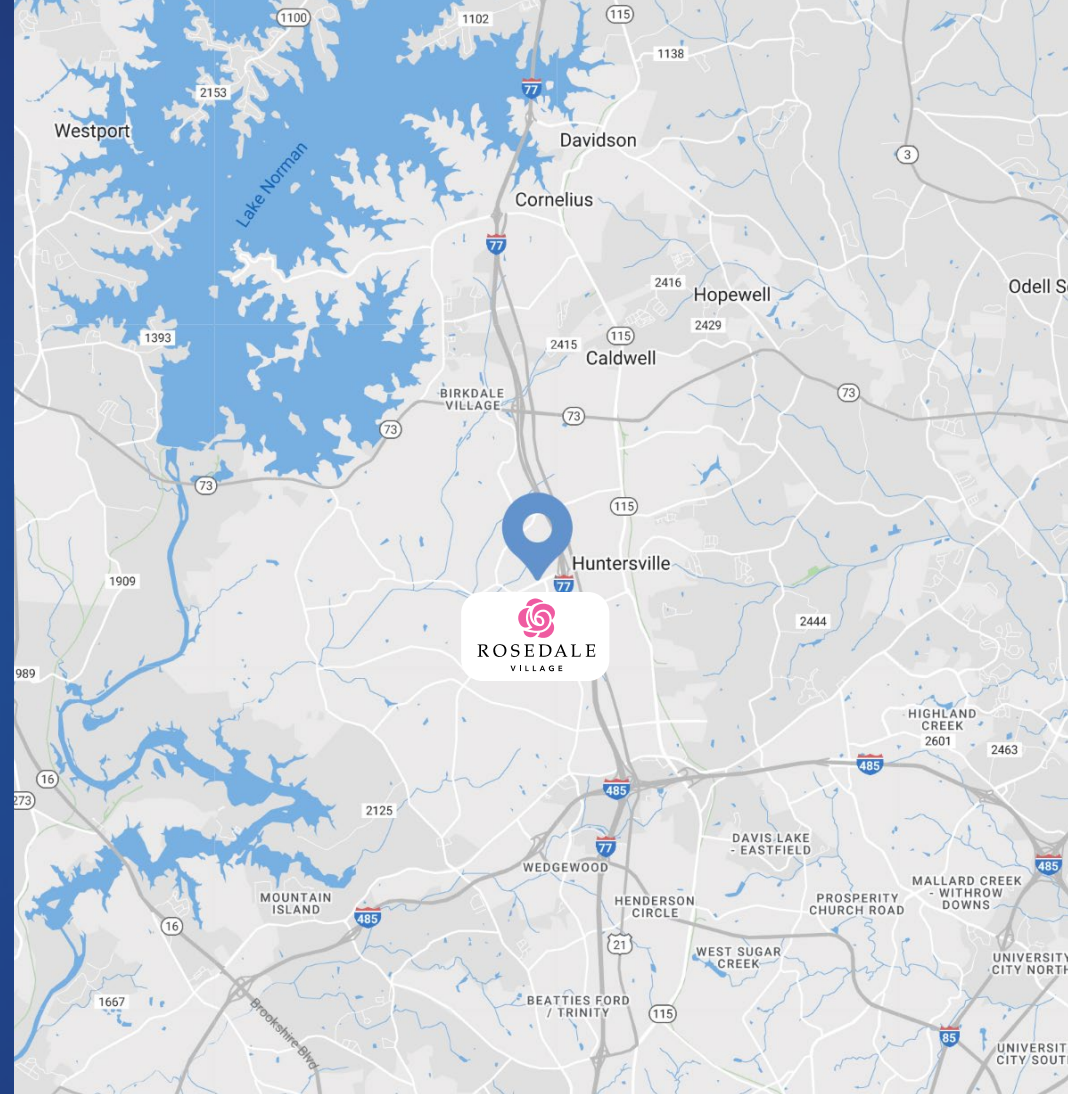 1100
1102
115
1138
77
2153
Westport
Davidson
3
Lake Norman
Cornelius
77
2416
Hopewell
Odell S
2429
1393
115
2415
Caldwell
BIRKDALE
VILLAGE
73
73
73
73
115
Huntersville
77
1909
ROSEDALE
VILLAGE
2444
989
HIGHLAND
CREEK
2601
2463
16
485
485
273
2125
77
DAVIS LAKE
- EASTFIELD
WEDGEWOOD
485
MALLARD CREEK
- WITHROW
DOWNS
MOUNTAIN
ISLAND
HENDERSON
CIRCLE
PROSPERITY
CHURCH ROAD
485
16
21
WEST SUGAR
CREEK
UNIVERSITY
CITY NORTH
1667
BEATTIES FORD
/ TRINITY
115
Brookshire Blvd
85
UNIVERSIT
CITY SOUT